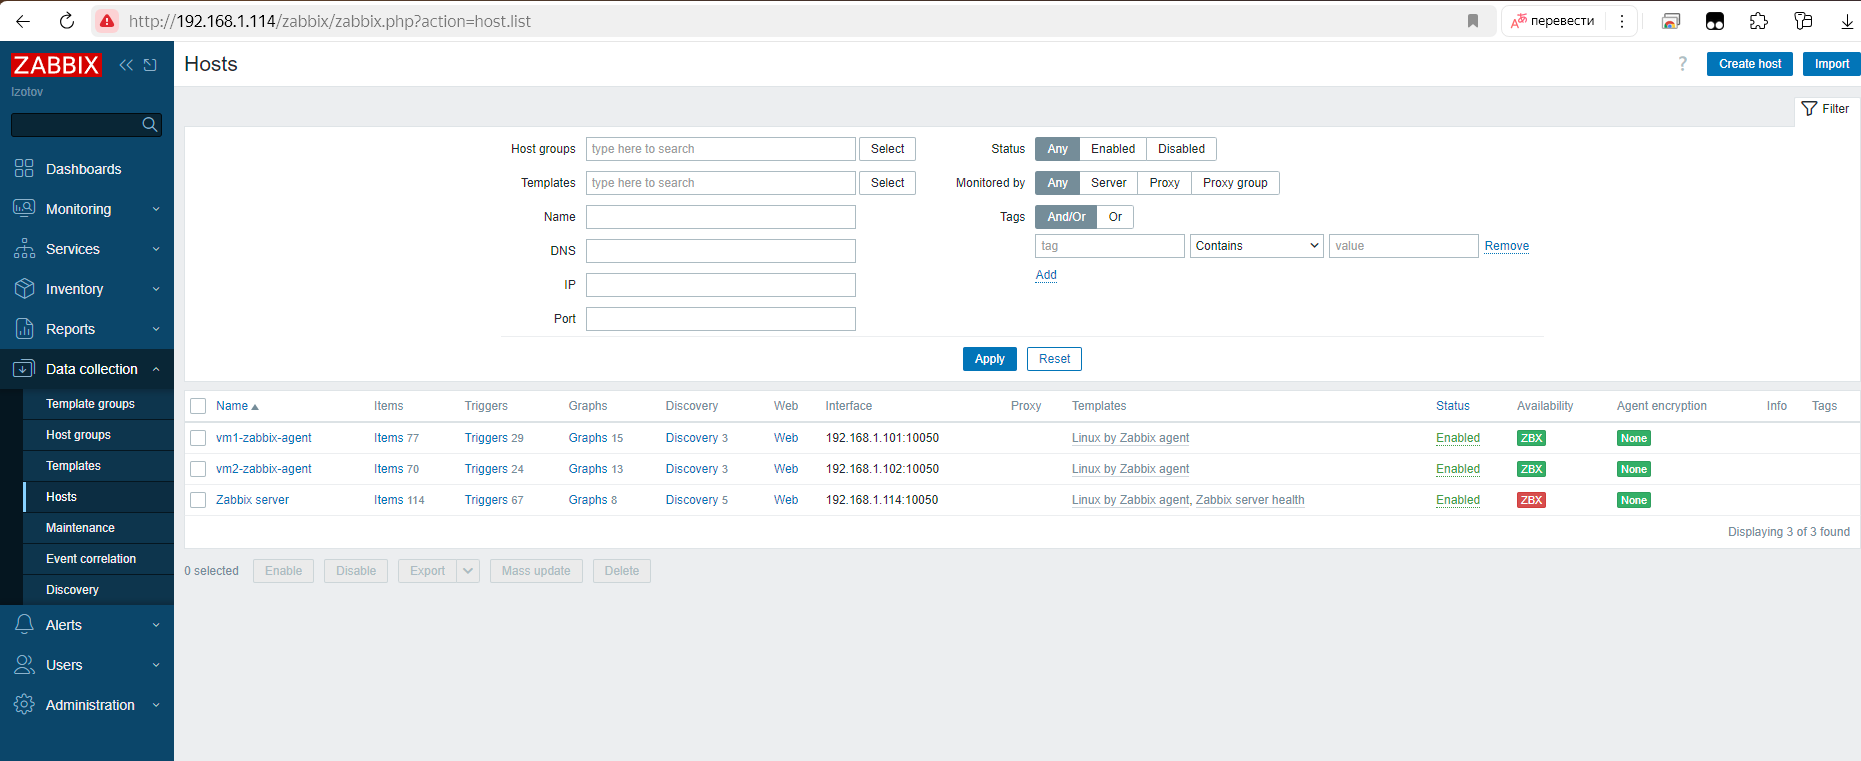 http://192.168.1.114/zabbix/zabbix.php?action=host.list
перевести
ZABBIX
Izotov
Dashboards
Monitoring
Services
Inventory
Reports
Data collection
Template groups
Host groups
Templates
Hosts
Maintenance
Event correlation
Discovery
Alerts
Users
Administration
Hosts
? Create host Import
Filter
Host groups type here to search Select
Templates type here to search Select
Name
DNS
IP
Port
Status Any Enabled Disabled
Monitored by Any Server Proxy Proxy group
Tags And/Or Or
tag Contains value Remove
Add
Apply Reset
Name Items Triggers Graphs Discovery Web Interface Proxy Templates Status Availability Agent encryption Info Tags
vm1-zabbix-agent Items 77 Triggers 29 Graphs 15 Discovery 3 Web 192.168.1.101:10050 Linux by Zabbix agent Enabled ZBX None
vm2-zabbix-agent Items 70 Triggers 24 Graphs 13 Discovery 3 Web 192.168.1.102:10050 Linux by Zabbix agent Enabled ZBX None
Zabbix server Items 114 Triggers 67 Graphs 8 Discovery 5 Web 192.168.1.114:10050 Linux by Zabbix agent, Zabbix server health Enabled ZBX None
Displaying 3 of 3 found
0 selected Enable Disable Export Mass update Delete